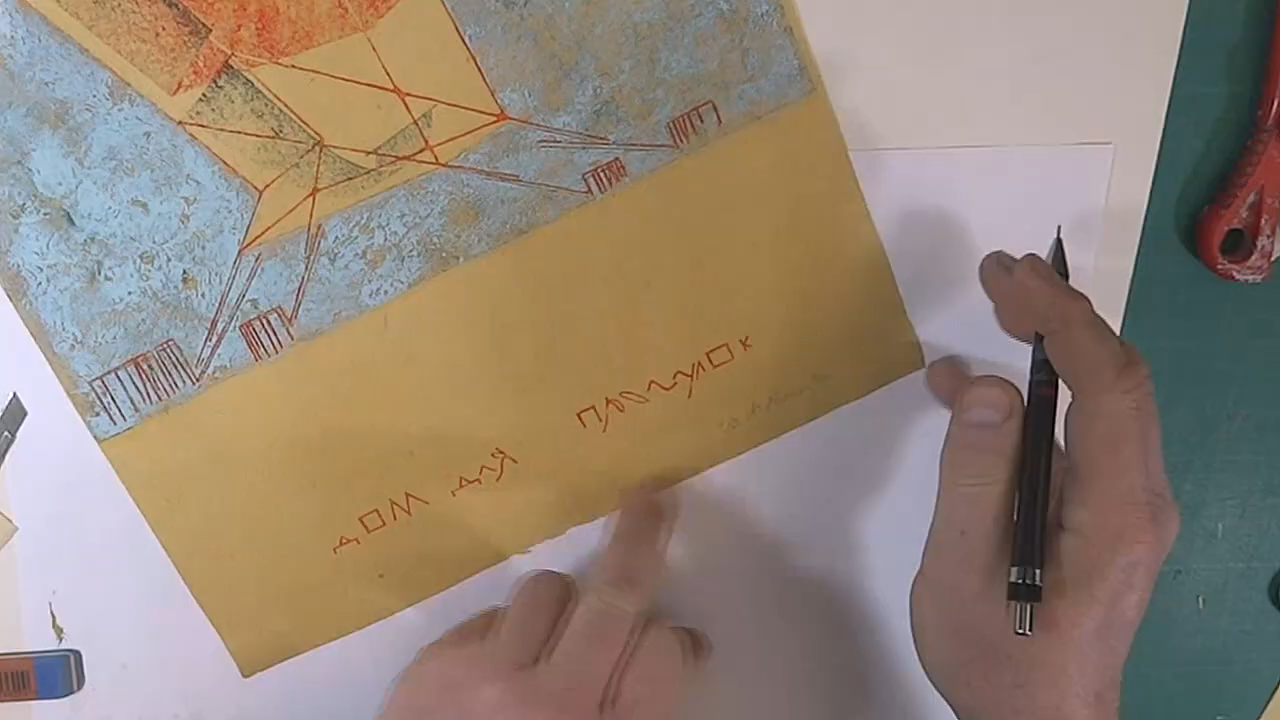 дом для прогулок